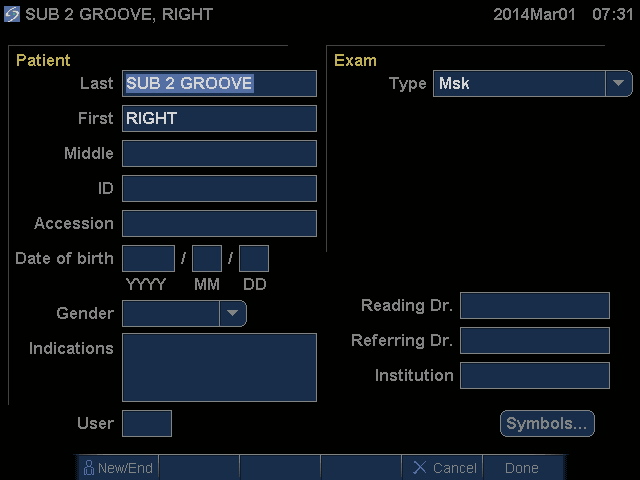 SUB 2 GROOVE, RIGHT 2014Mar01 07:31
Patient
Last SUB 2 GROOVE
First RIGHT
Middle
ID
Accession
Date of birth / /
YYYY MM DD
Gender
Indications
User
Exam
Type Msk
Reading Dr.
Referring Dr.
Institution
Symbols...
New/End Cancel Done